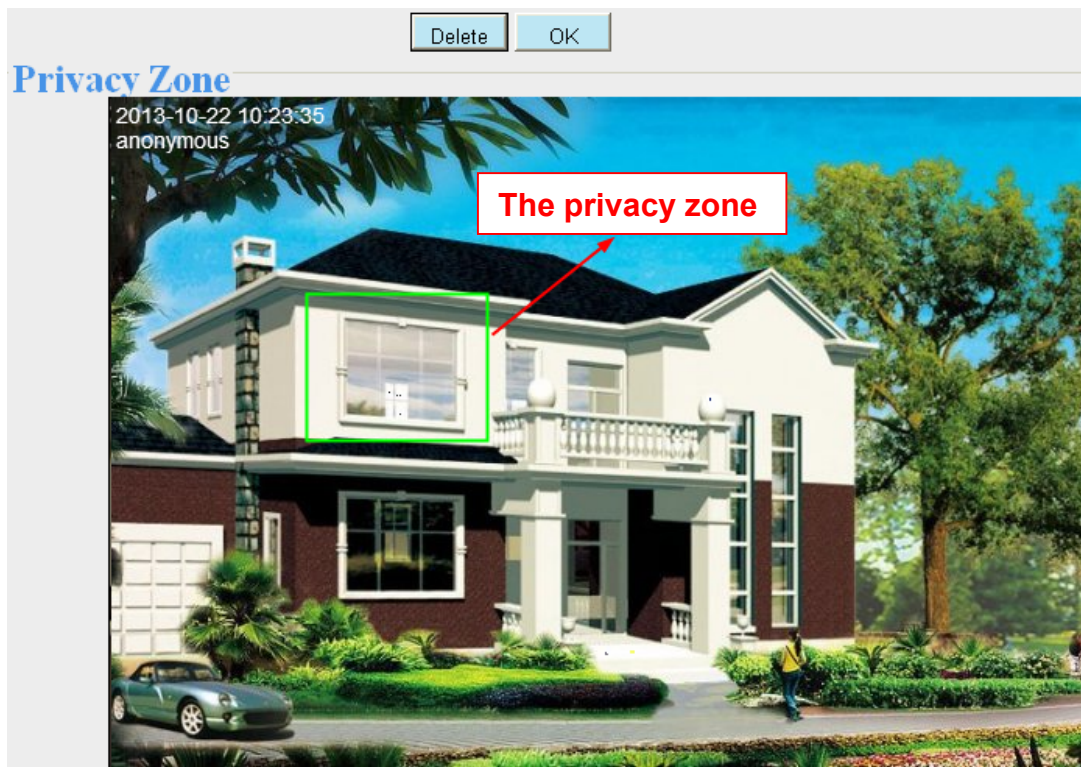 Delete OK
Privacy Zone
2013-10-22 10:23:35
anonymous
The privacy zone